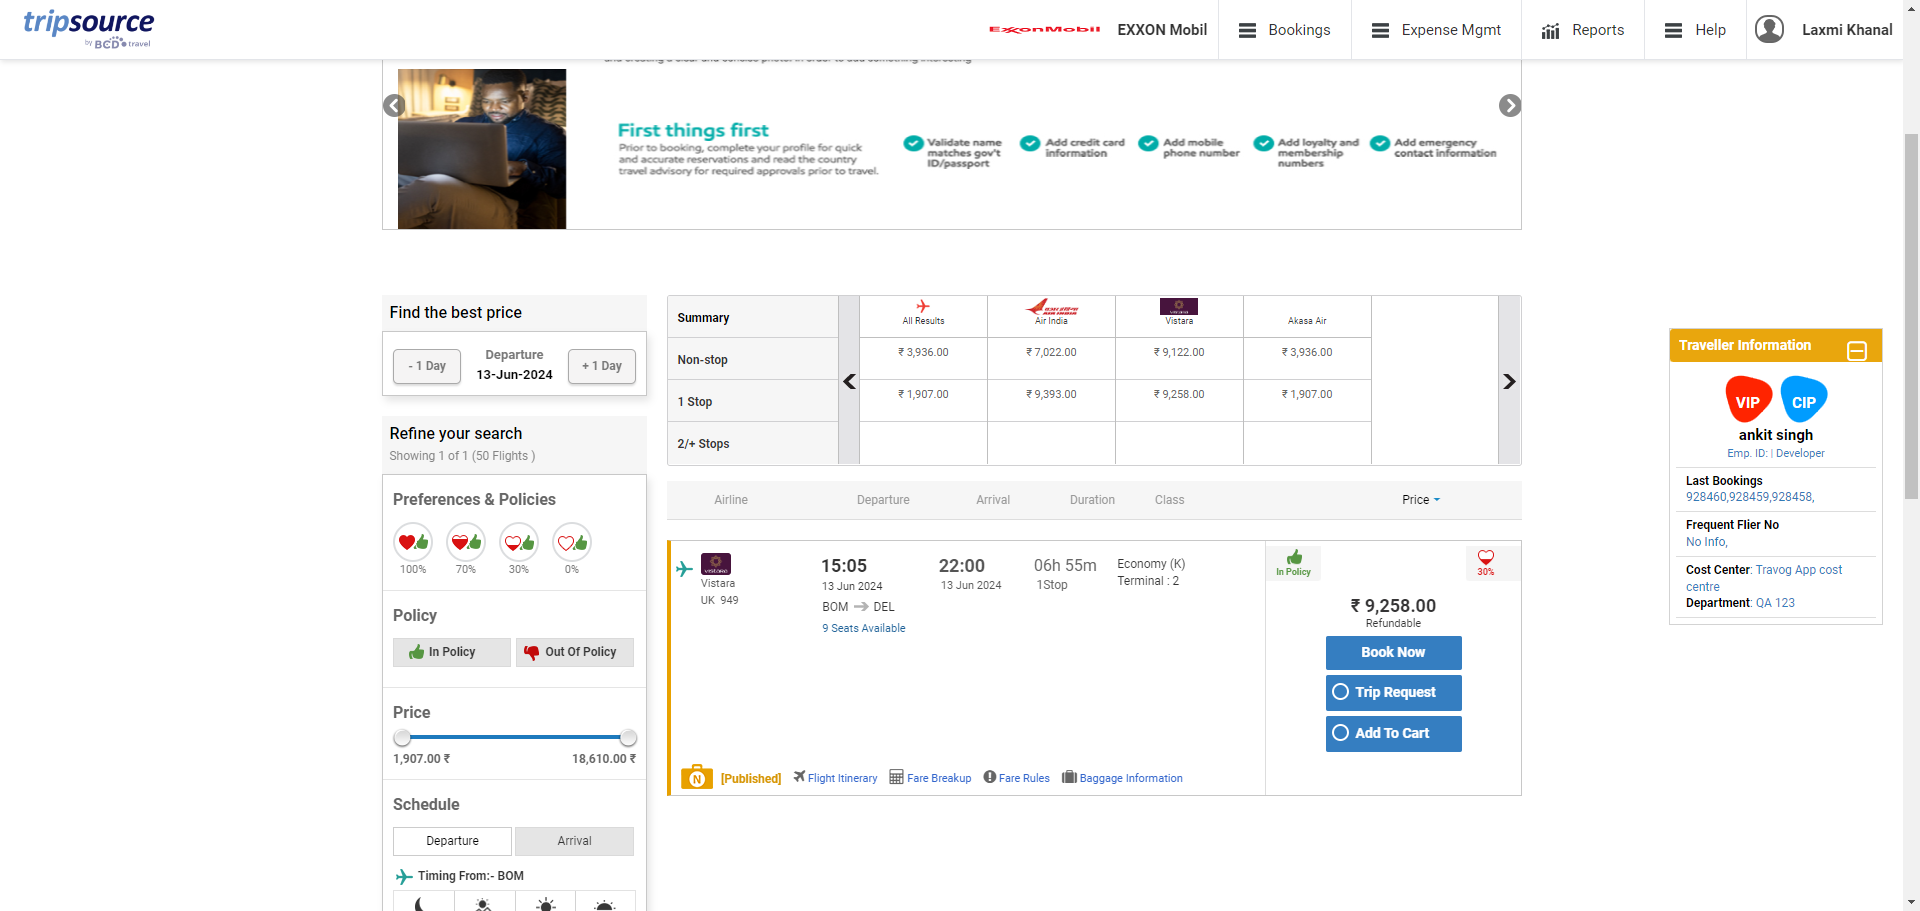 tripsource
by BCD travel
ExxonMobil
EXXON Mobil
Bookings
Expense Mgmt
Reports
Help
Laxmi Khanal
First things first
Prior to booking, complete your profile for quick
and accurate reservations and read the country
travel advisory for required approvals prior to travel.
Validate name
matches gov't
ID/passport
Add credit card
information
Add mobile
phone number
Add loyalty and
membership
numbers
Add emergency
contact information
Find the best price
- 1 Day
Departure
13-Jun-2024
+ 1 Day
Refine your search
Showing 1 of 1 (50 Flights )
Preferences & Policies
100%
70%
30%
0%
Policy
In Policy
Out Of Policy
Price
1,907.00 ₹
18,610.00 ₹
Schedule
Departure
Arrival
Timing From:- BOM
Summary
All Results
AIR INDIA
Air India
VISTARA
Vistara
Akasa Air
Non-stop
₹ 3,936.00
₹ 7,022.00
₹ 9,122.00
₹ 3,936.00
1 Stop
₹ 1,907.00
₹ 9,393.00
₹ 9,258.00
₹ 1,907.00
2/+ Stops
Airline
Departure
Arrival
Duration
Class
Price
VISTARA
Vistara
UK 949
15:05
13 Jun 2024
BOM
DEL
9 Seats Available
22:00
13 Jun 2024
06h 55m
1Stop
Economy (K)
Terminal : 2
In Policy
30%
₹ 9,258.00
Refundable
Book Now
Trip Request
Add To Cart
N
[Published]
Flight Itinerary
Fare Breakup
Fare Rules
Baggage Information
Traveller Information
VIP
CIP
ankit singh
Emp. ID: | Developer
Last Bookings
928460,928459,928458,
Frequent Flier No
No Info,
Cost Center: Travog App cost
centre
Department: QA 123